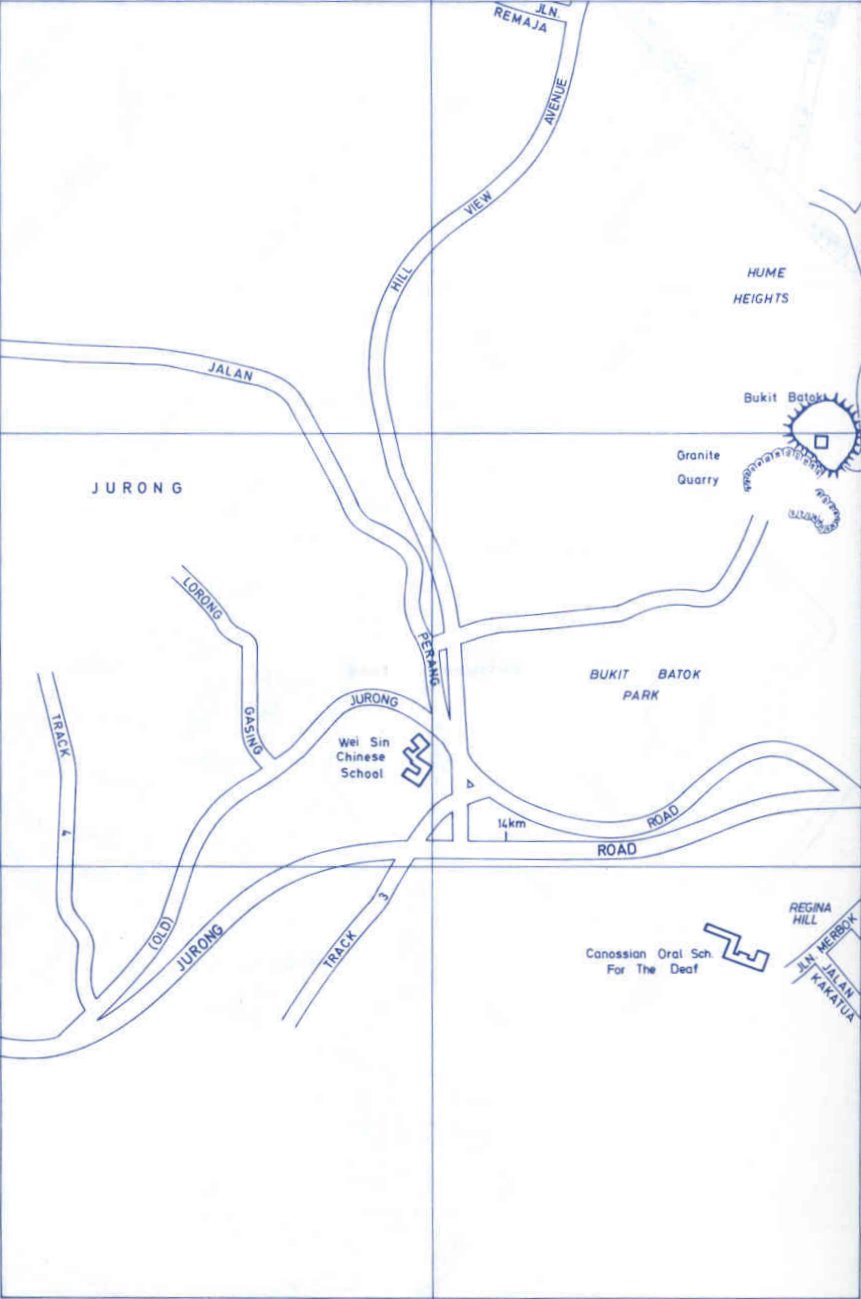 JLN.
REMAJA
AVENUE
VIEW
HILL
HUME
HEIGHTS
JALAN
Bukit Batok
Granite
Quarry
JURONG
LORONG
PERANG
BUKIT BATOK
PARK
JURONG
GASING
TRACK
Wei Sin
Chinese
School
4
14km
ROAD
ROAD
3
(OLD)
JURONG
TRACK
REGINA
HILL
JLN. MERBOK
Canossian Oral Sch.
For The Deaf
JALAN
KAKATUA